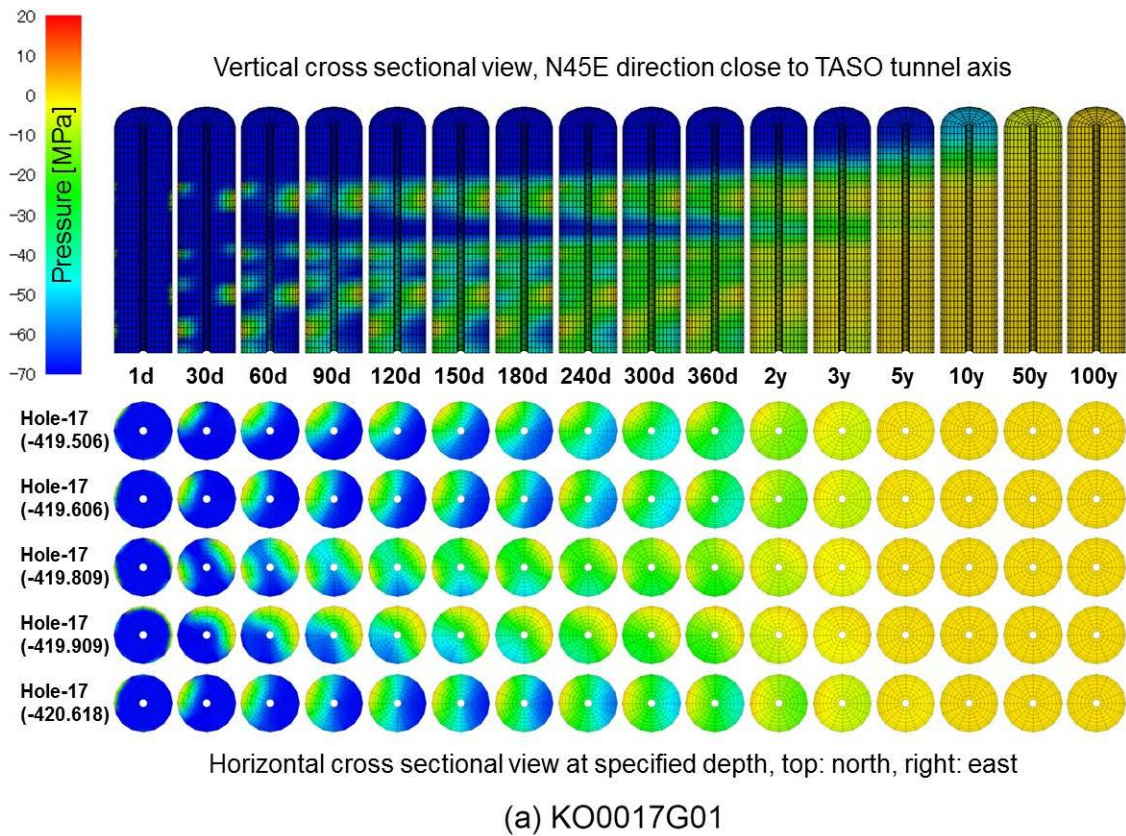 20
10
0
-10
-20
-30
-40
-50
-60
-70
Pressure [MPa]
Vertical cross sectional view, N45E direction close to TASO tunnel axis
1d 30d 60d 90d 120d 150d 180d 240d 300d 360d 2y 3y 5y 10y 50y 100y
Hole-17
(-419.506)
Hole-17
(-419.606)
Hole-17
(-419.809)
Hole-17
(-419.909)
Hole-17
(-420.618)
Horizontal cross sectional view at specified depth, top: north, right: east
(a) KO0017G01